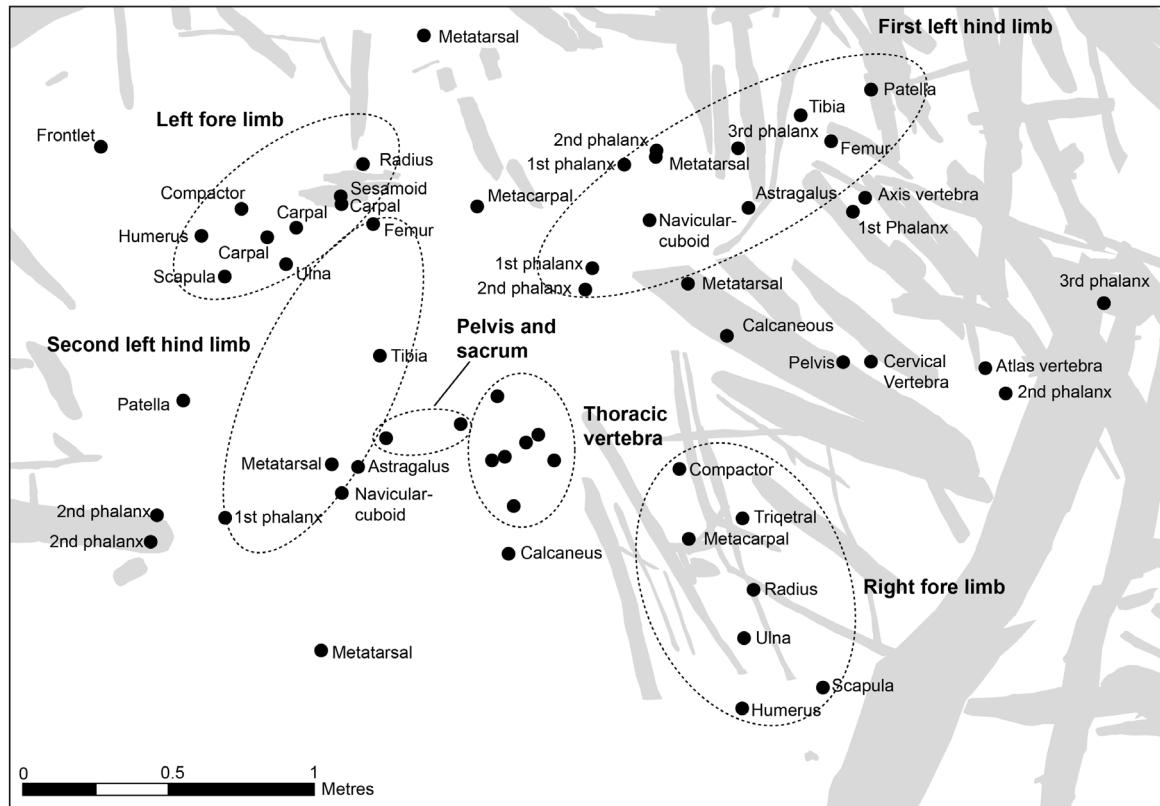 Metatarsal
First left hind limb
Patella
Tibia
Left fore limb
Frontlet
2nd phalanx
3rd phalanx
Femur
1st phalanx
Metatarsal
Radius
Sesamoid
Compactor
Carpal
Metacarpal
Astragalus
Axis vertebra
Carpal
Navicular-
cuboid
1st Phalanx
Femur
Humerus
Carpal
Scapula
Ulna
1st phalanx
2nd phalanx
Metatarsal
3rd phalanx
Calcaneous
Second left hind limb
Pelvis and
sacrum
Tibia
Pelvis
Cervical
Vertebra
Atlas vertebra
2nd phalanx
Patella
Thoracic
vertebra
Metatarsal
Astragalus
Compactor
Navicular-
cuboid
2nd phalanx
1st phalanx
Triqetral
2nd phalanx
Metacarpal
Calcaneus
Radius
Right fore limb
Ulna
Metatarsal
Scapula
Humerus
0 0.5 1
Metres